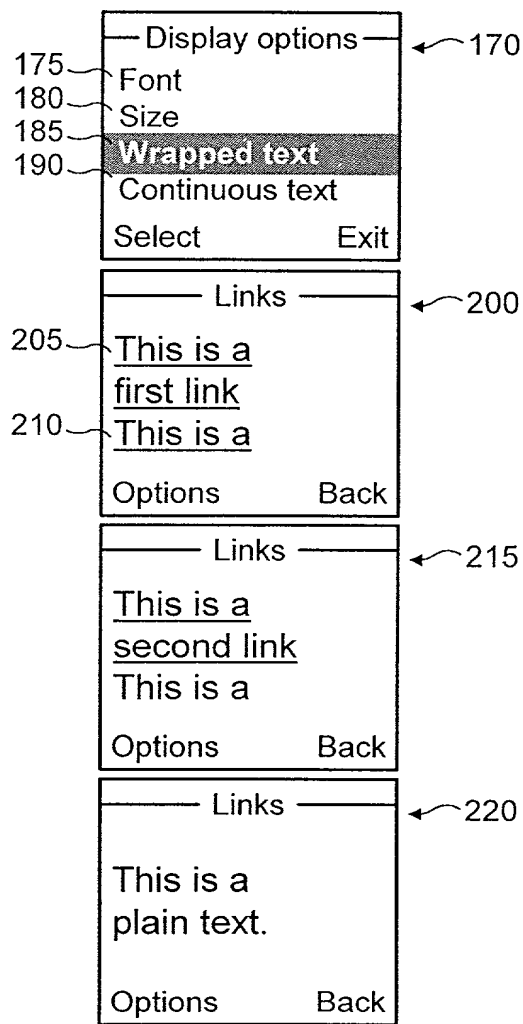 Display options
170
175
Font
180
Size
185
Wrapped text
190
Continuous text
Select Exit
Links
200
205
This is a
first link
210
This is a
Options Back
Links
215
This is a
second link
This is a
Options Back
Links
220
This is a
plain text.
Options Back